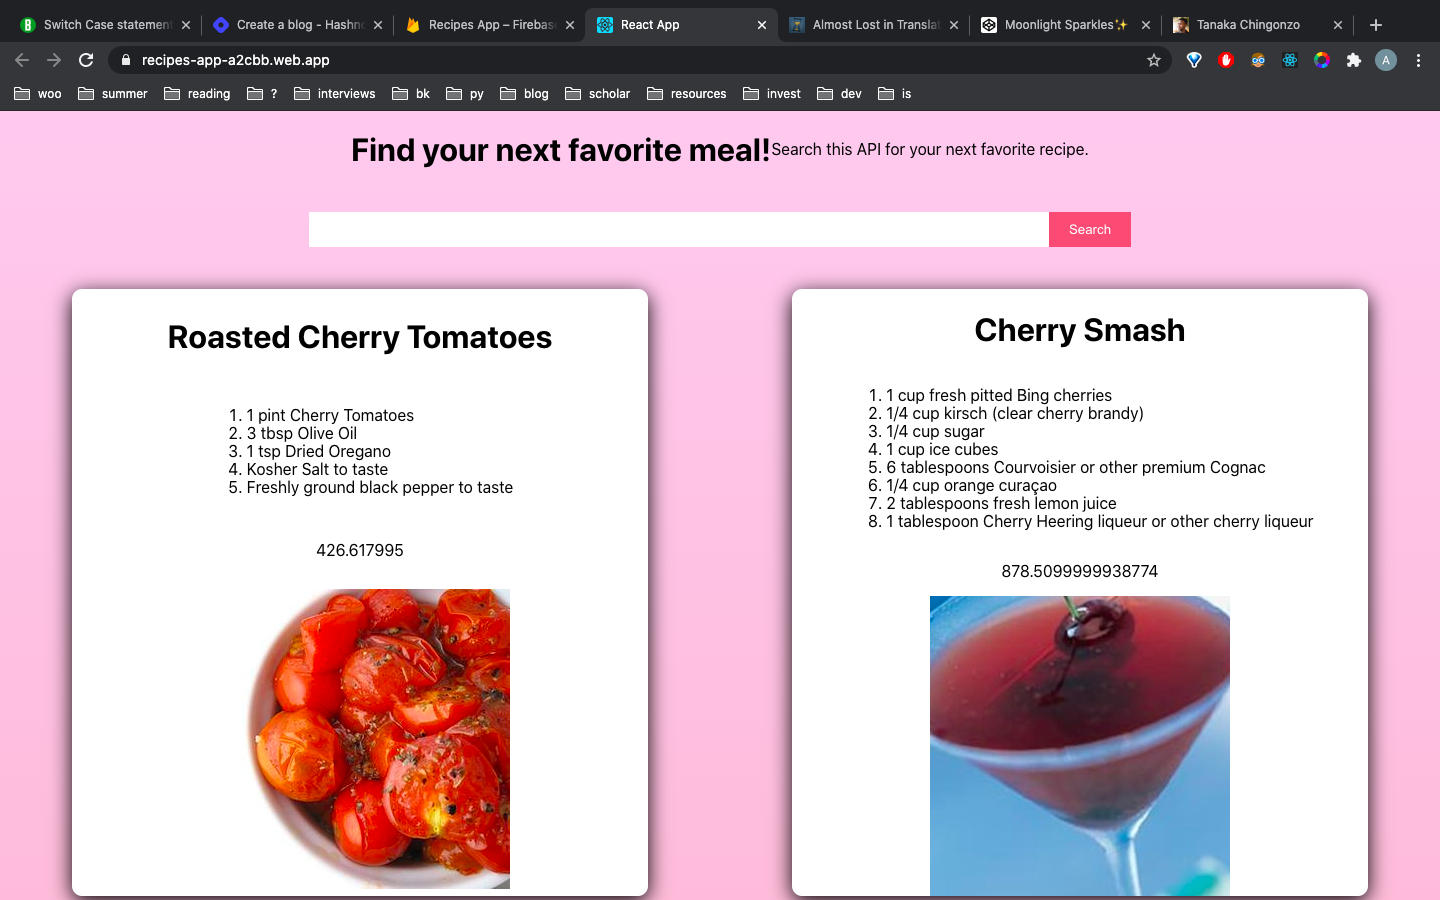 Switch Case statement
Create a blog - Hashn
Recipes App – Firebas
React App
Almost Lost in Transla
Moonlight Sparkles✨
Tanaka Chingonzo
recipes-app-a2cbb.web.app
A
woo
summer
reading
?
interviews
bk
py
blog
scholar
resources
invest
dev
is
Find your next favorite meal!Search this API for your next favorite recipe.
Search
Roasted Cherry Tomatoes
1. 1 pint Cherry Tomatoes
2. 3 tbsp Olive Oil
3. 1 tsp Dried Oregano
4. Kosher Salt to taste
5. Freshly ground black pepper to taste
426.617995
Cherry Smash
1. 1 cup fresh pitted Bing cherries
2. 1/4 cup kirsch (clear cherry brandy)
3. 1/4 cup sugar
4. 1 cup ice cubes
5. 6 tablespoons Courvoisier or other premium Cognac
6. 1/4 cup orange curaçao
7. 2 tablespoons fresh lemon juice
8. 1 tablespoon Cherry Heering liqueur or other cherry liqueur
878.5099999938774